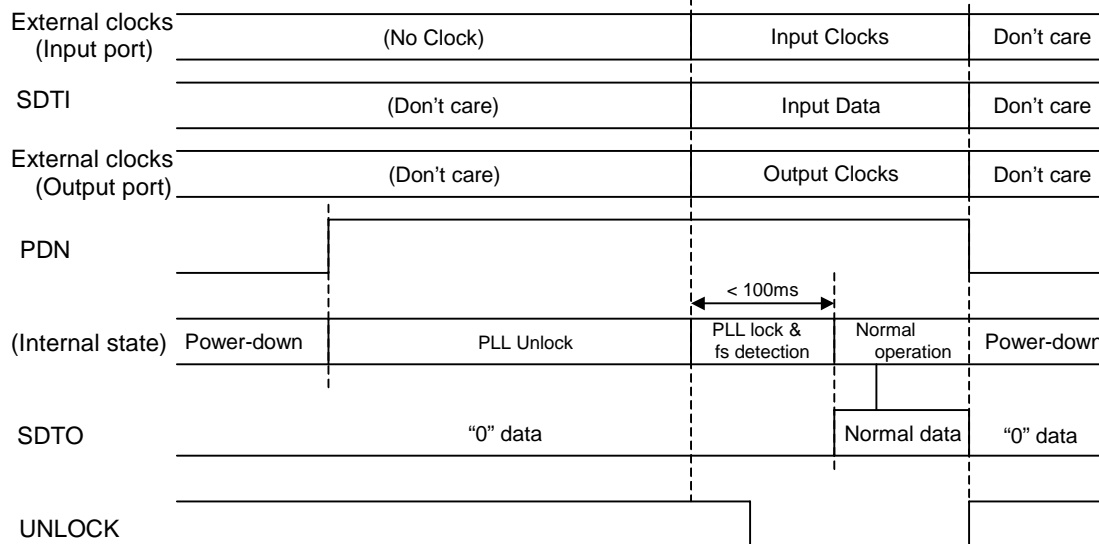 External clocks
(Input port)
(No Clock)
Input Clocks
Don't care
SDTI
(Don't care)
Input Data
Don't care
External clocks
(Output port)
(Don't care)
Output Clocks
Don't care
PDN
< 100ms
(Internal state)
Power-down
PLL Unlock
PLL lock &
fs detection
Normal
operation
Power-down
SDTO
“0” data
Normal data
“0” data
UNLOCK